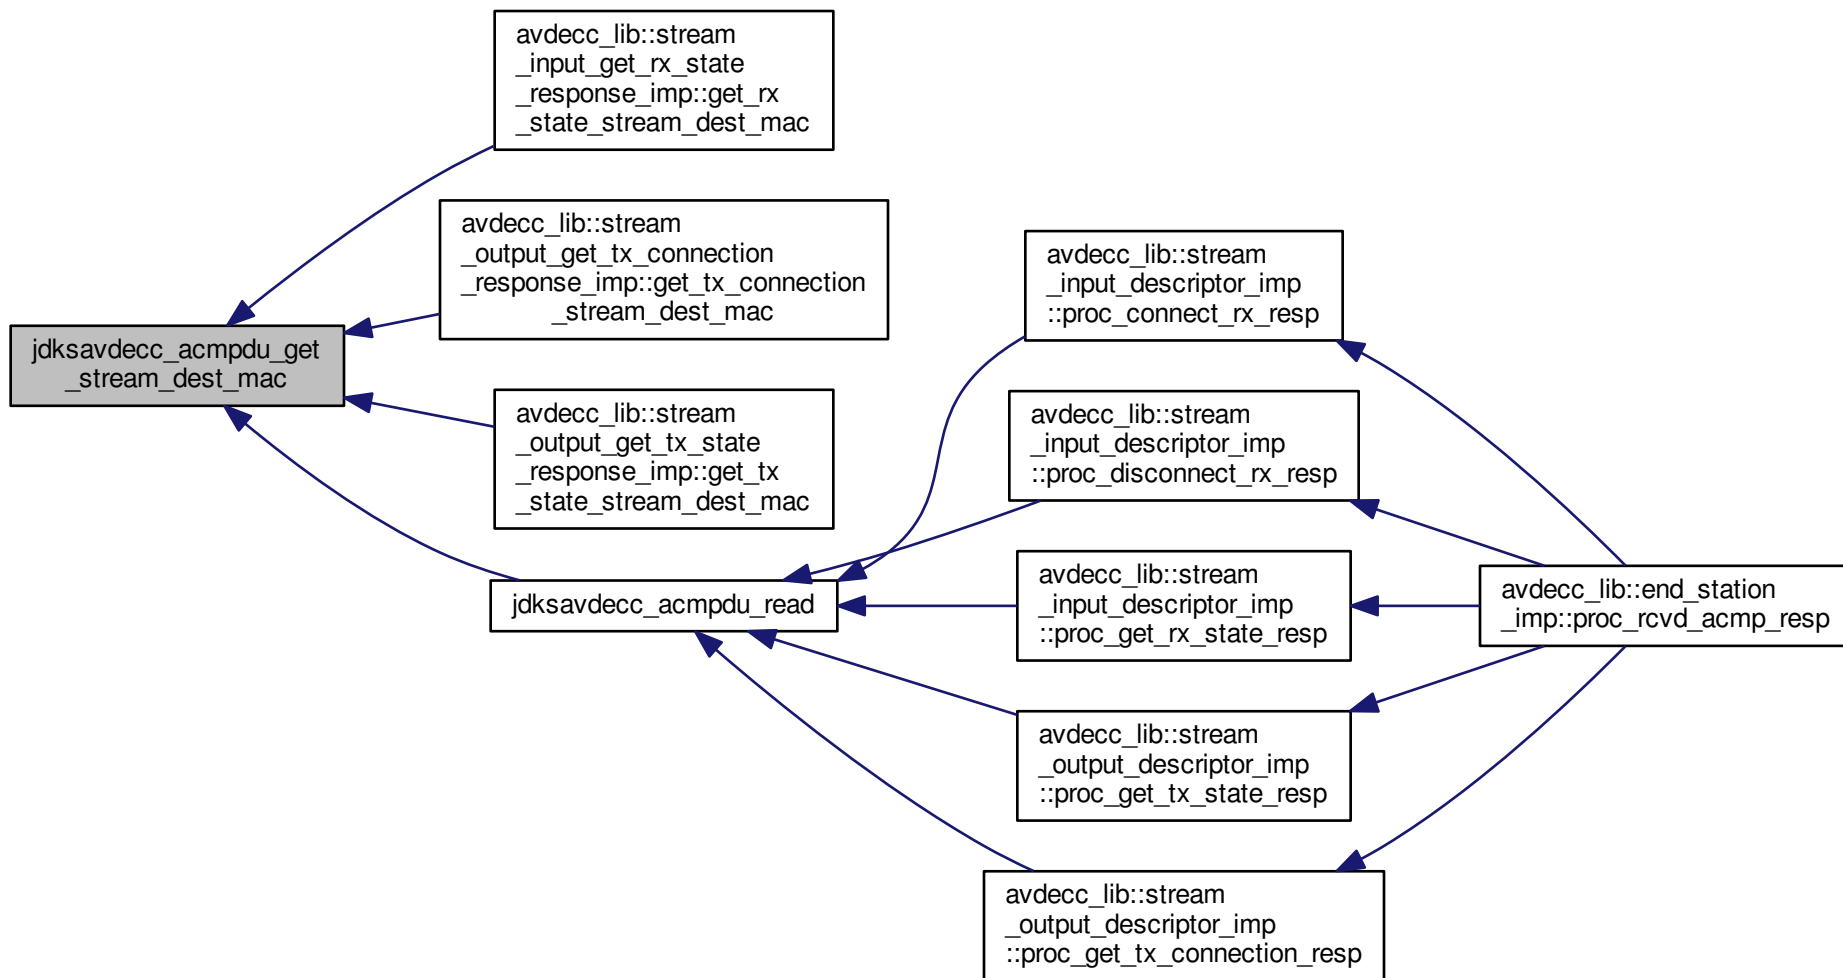 jdksavdecc_acmpdu_get
_stream_dest_mac
avdecc_lib::stream
_input_get_rx_state
_response_imp::get_rx
_state_stream_dest_mac
avdecc_lib::stream
_output_get_tx_connection
_response_imp::get_tx_connection
_stream_dest_mac
avdecc_lib::stream
_output_get_tx_state
_response_imp::get_tx
_state_stream_dest_mac
jdksavdecc_acmpdu_read
avdecc_lib::stream
_input_descriptor_imp
::proc_connect_rx_resp
avdecc_lib::stream
_input_descriptor_imp
::proc_disconnect_rx_resp
avdecc_lib::stream
_input_descriptor_imp
::proc_get_rx_state_resp
avdecc_lib::stream
_output_descriptor_imp
::proc_get_tx_state_resp
avdecc_lib::stream
_output_descriptor_imp
::proc_get_tx_connection_resp
avdecc_lib::end_station
_imp::proc_rcvd_acmp_resp